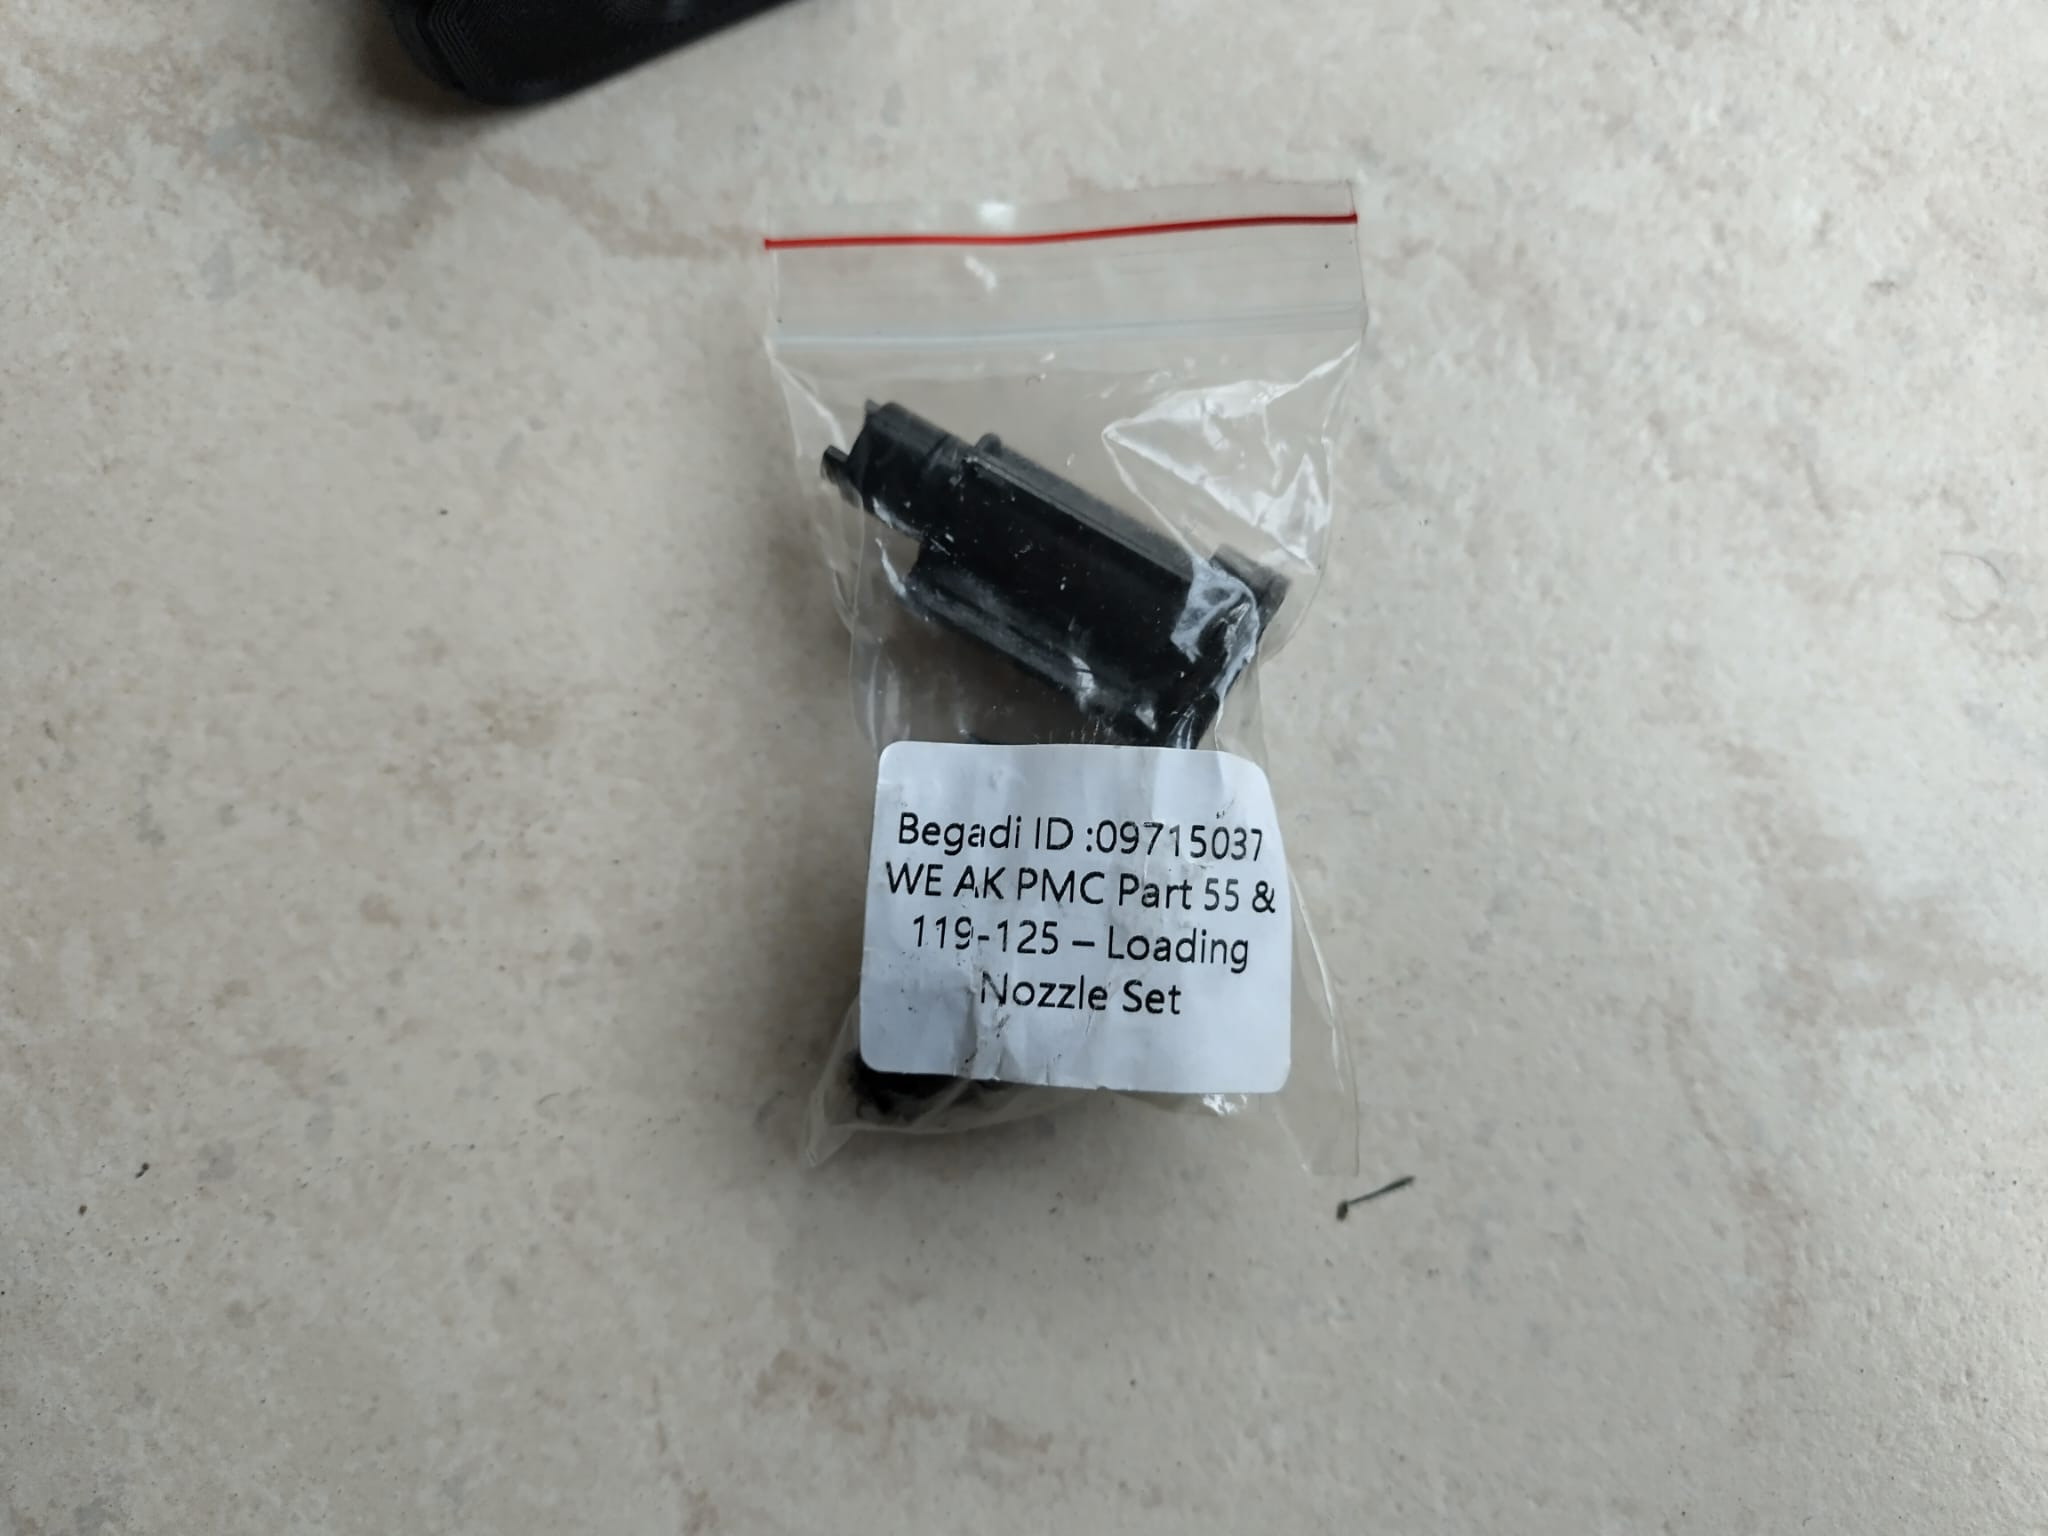 Begadi ID :09715037
WE AK PMC Part 55 &
119-125 – Loading
Nozzle Set